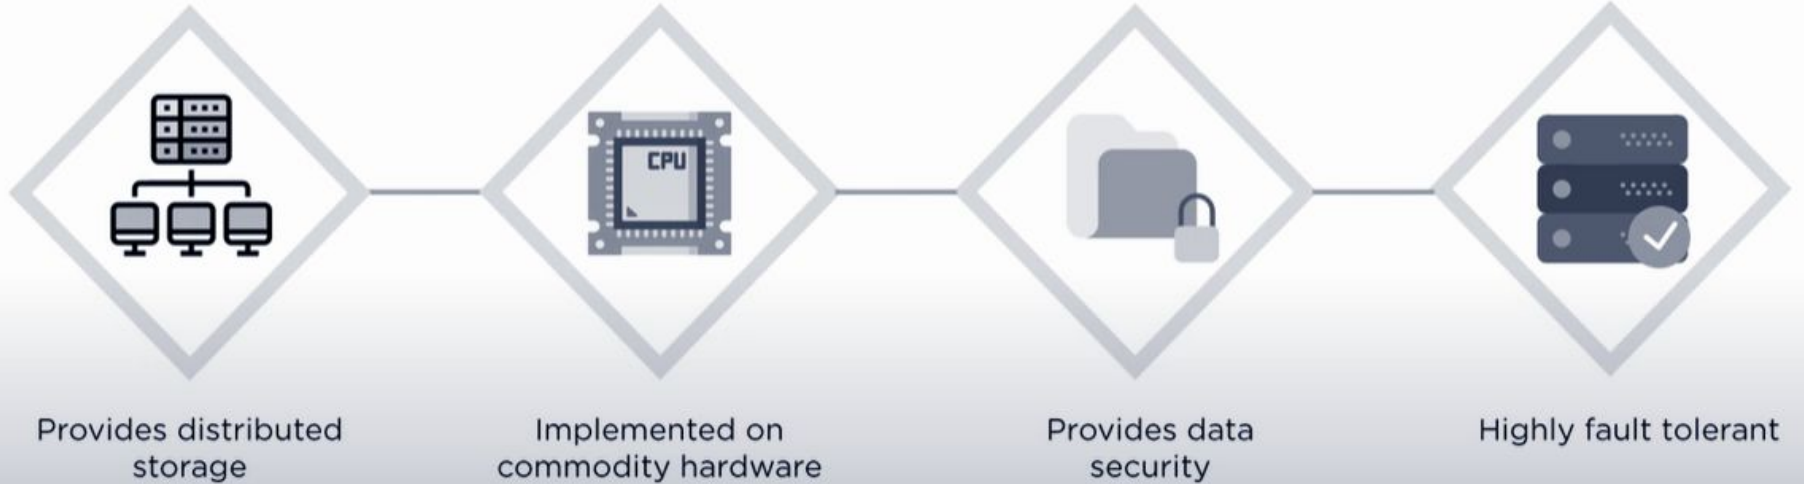 CPU
Provides distributed
storage
Implemented on
commodity hardware
Provides data
security
Highly fault tolerant